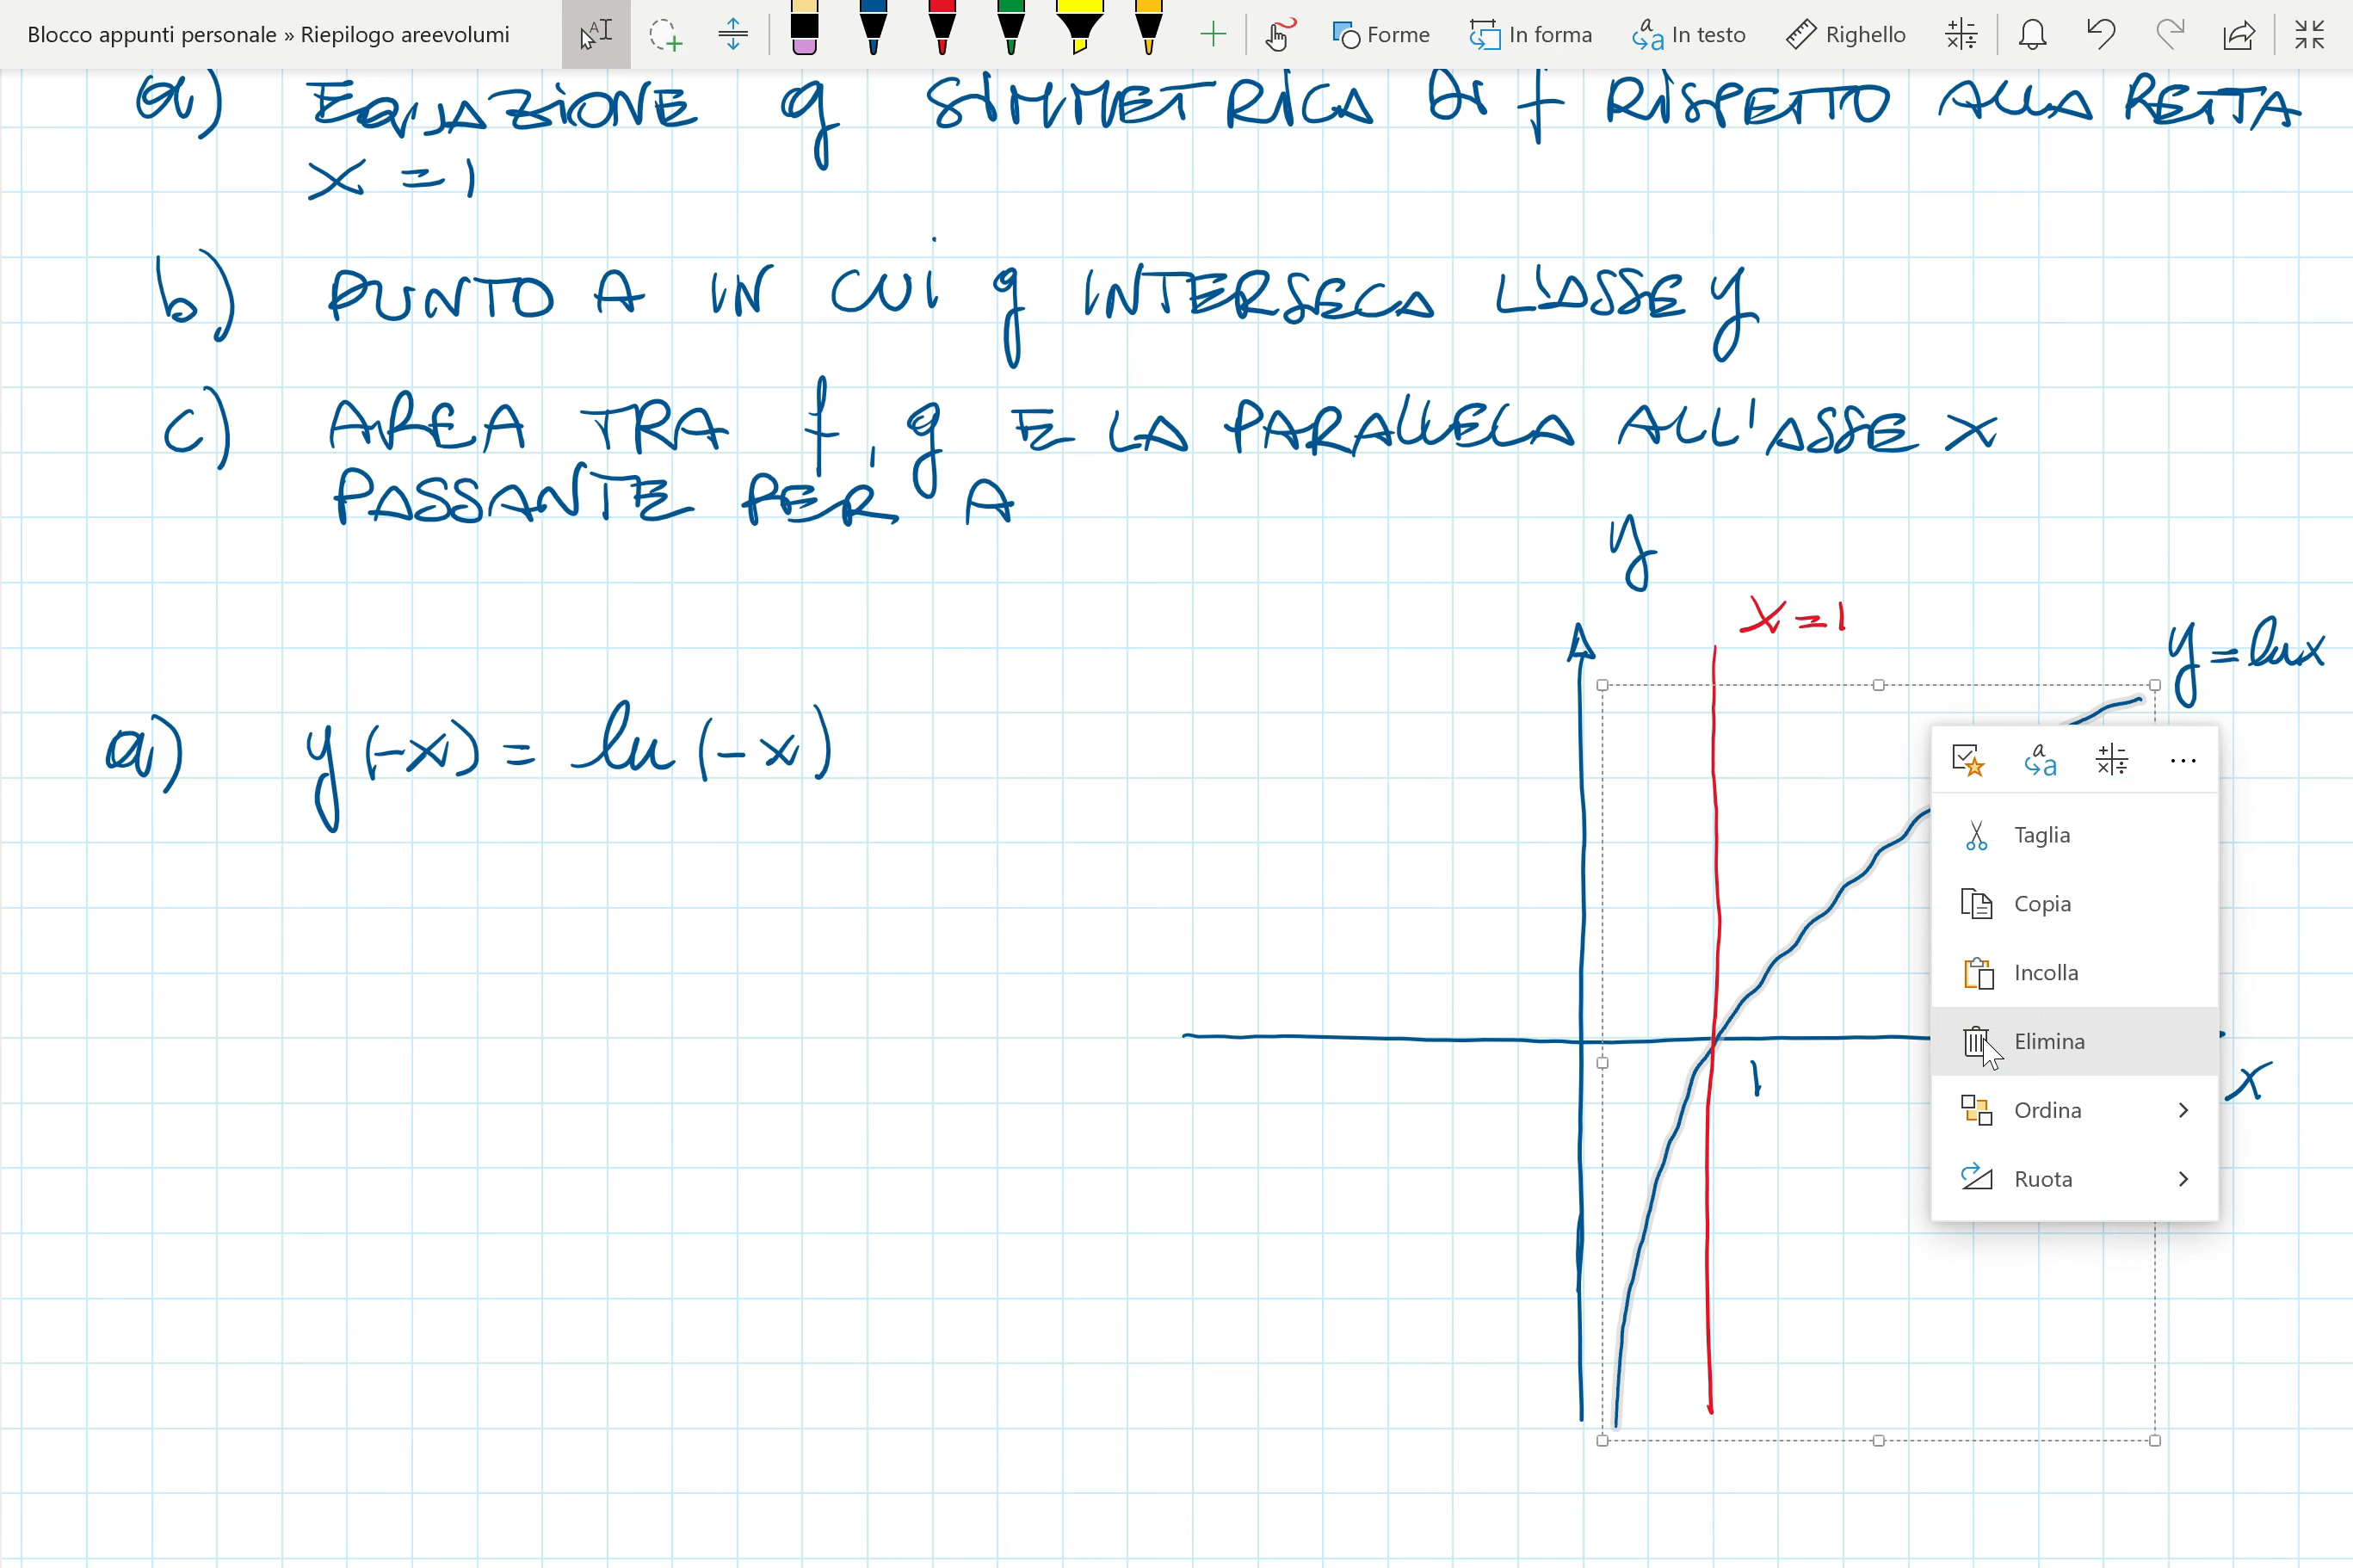 Blocco appunti personale » Riepilogo areevolumi
Forme
In forma
In testo
Righello
a) EQUAZIONE g SIMMETRICA DI f RISPETTO ALLA RETTA
x = 1
b) PUNTO A IN CUI g INTERSECA L'ASSE y
c) AREA TRA f, g E LA PARALLELA ALL'ASSE x
PASSANTE PER A
y
x = 1
y = ln x
a) y(-x) = ln(-x)
Taglia
Copia
Incolla
Elimina
Ordina
Ruota
1
x